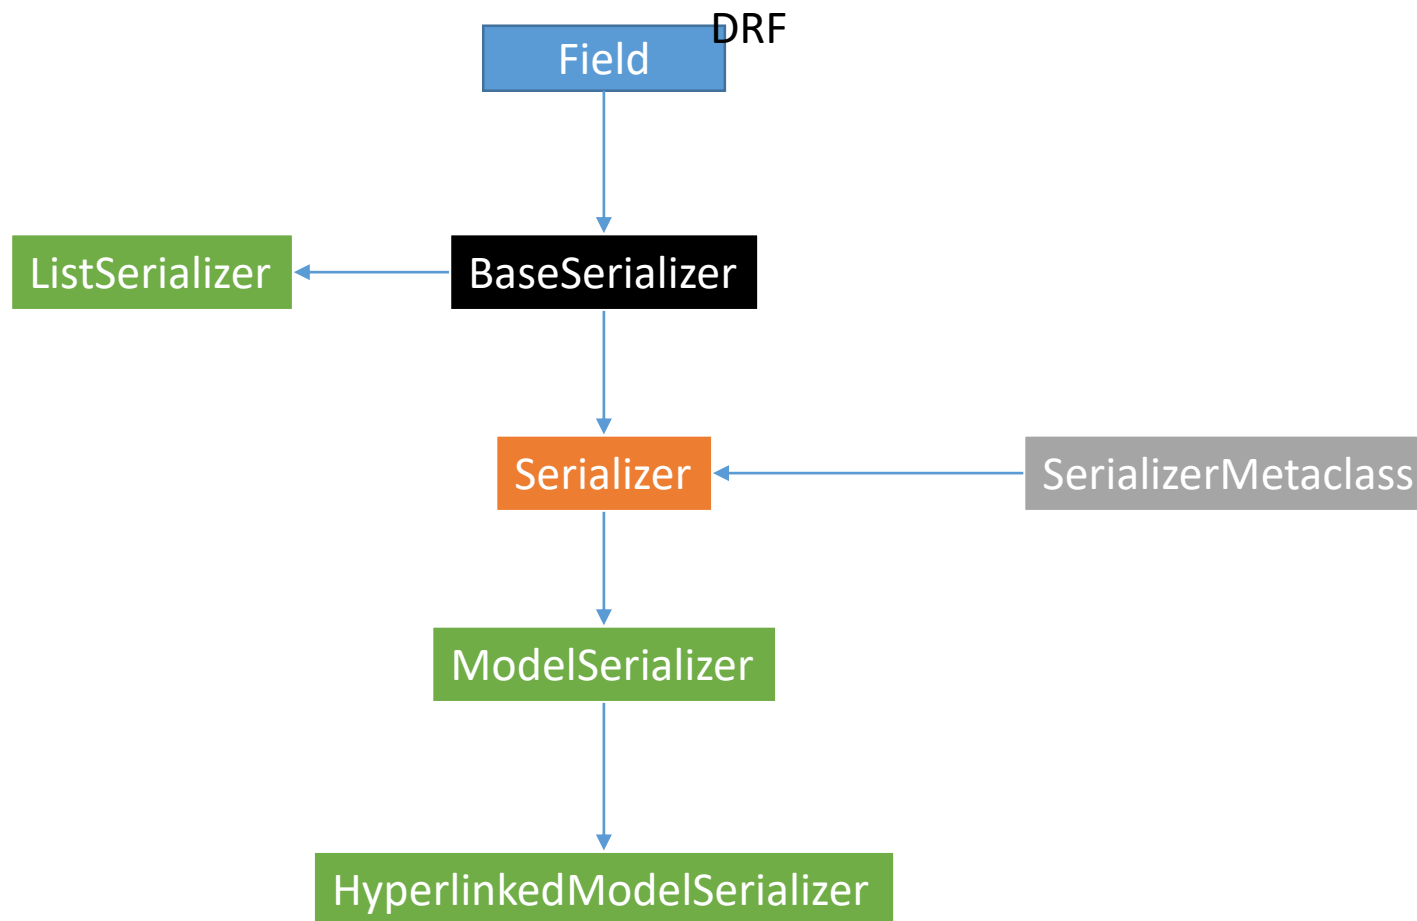 DRF
Field
ListSerializer
BaseSerializer
Serializer
SerializerMetaclass
ModelSerializer
HyperlinkedModelSerializer